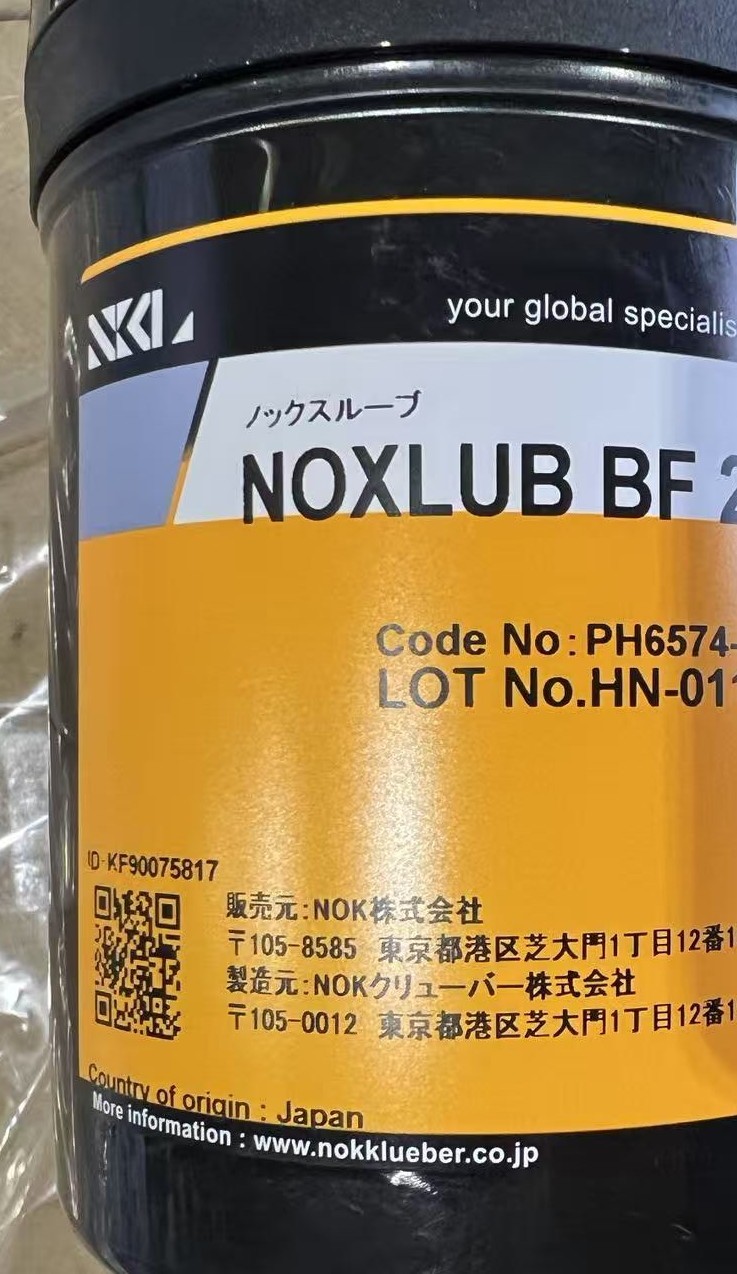 NKL
your global specialis
ノックスルーブ
NOXLUB BF 2
Code No:PH6574-
LOT No.HN-011
ID-KF90075817
販売元:NOK株式会社
〒105-8585 東京都港区芝大門1丁目12番1
製造元:NOKクリューバー株式会社
〒105-0012 東京都港区芝大門1丁目12番1
Country of origin : Japan
More information : www.nokklueber.co.jp